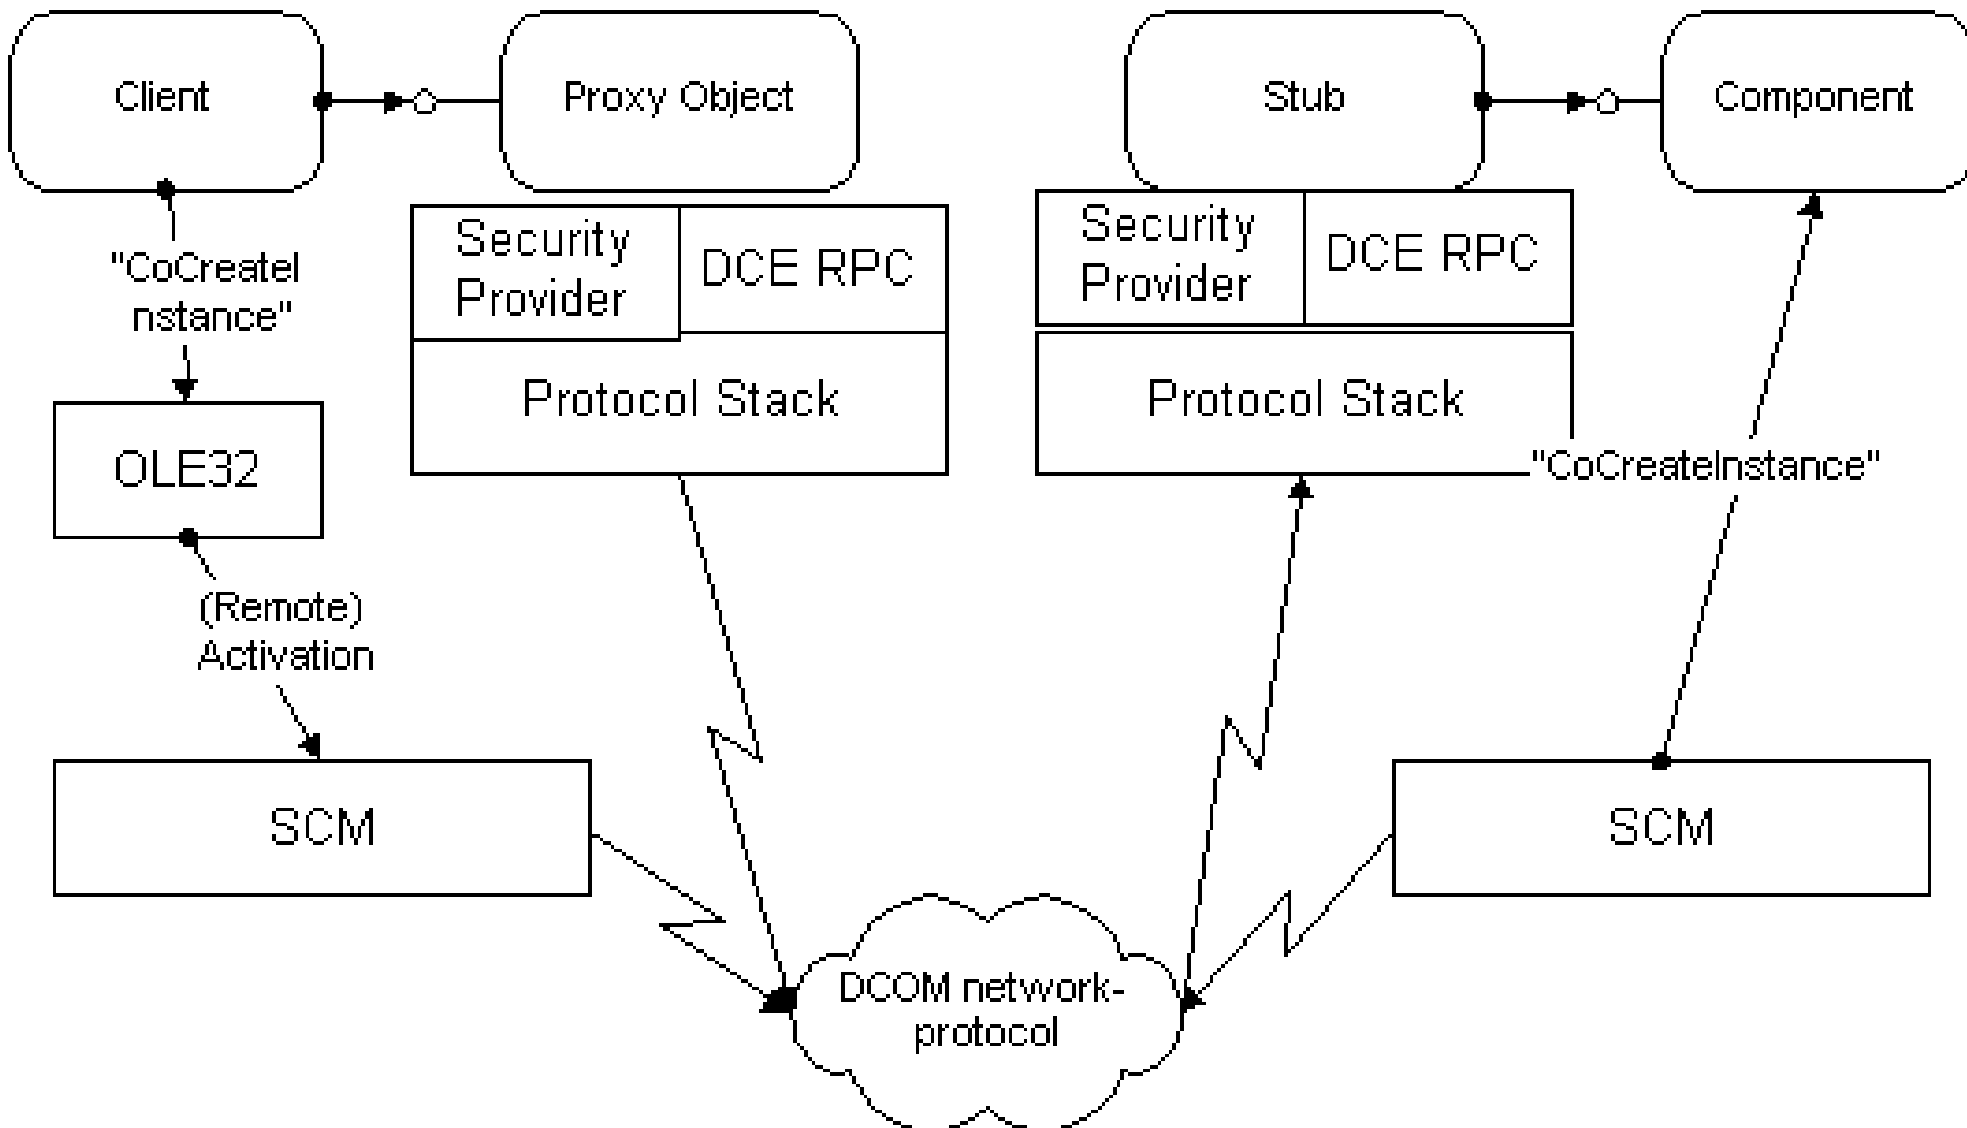 Client
Proxy Object
Stub
Component
Security
Provider
DCE RPC
Security
Provider
DCE RPC
"CoCreateI
nstance"
Protocol Stack
Protocol Stack
OLE32
"CoCreateInstance"
(Remote)
Activation
SCM
SCM
DCOM network-
protocol